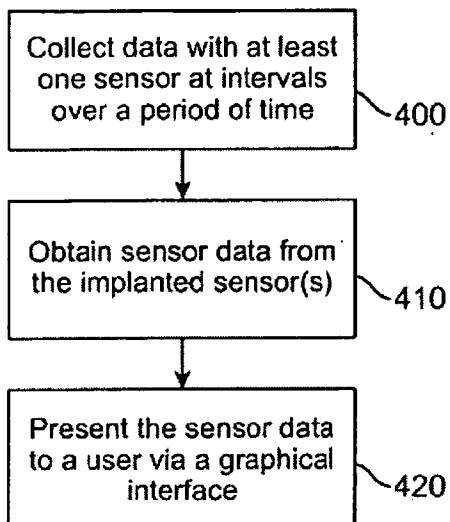 Collect data with at least
one sensor at intervals
over a period of time
400
Obtain sensor data from
the implanted sensor(s)
410
Present the sensor data
to a user via a graphical
interface
420